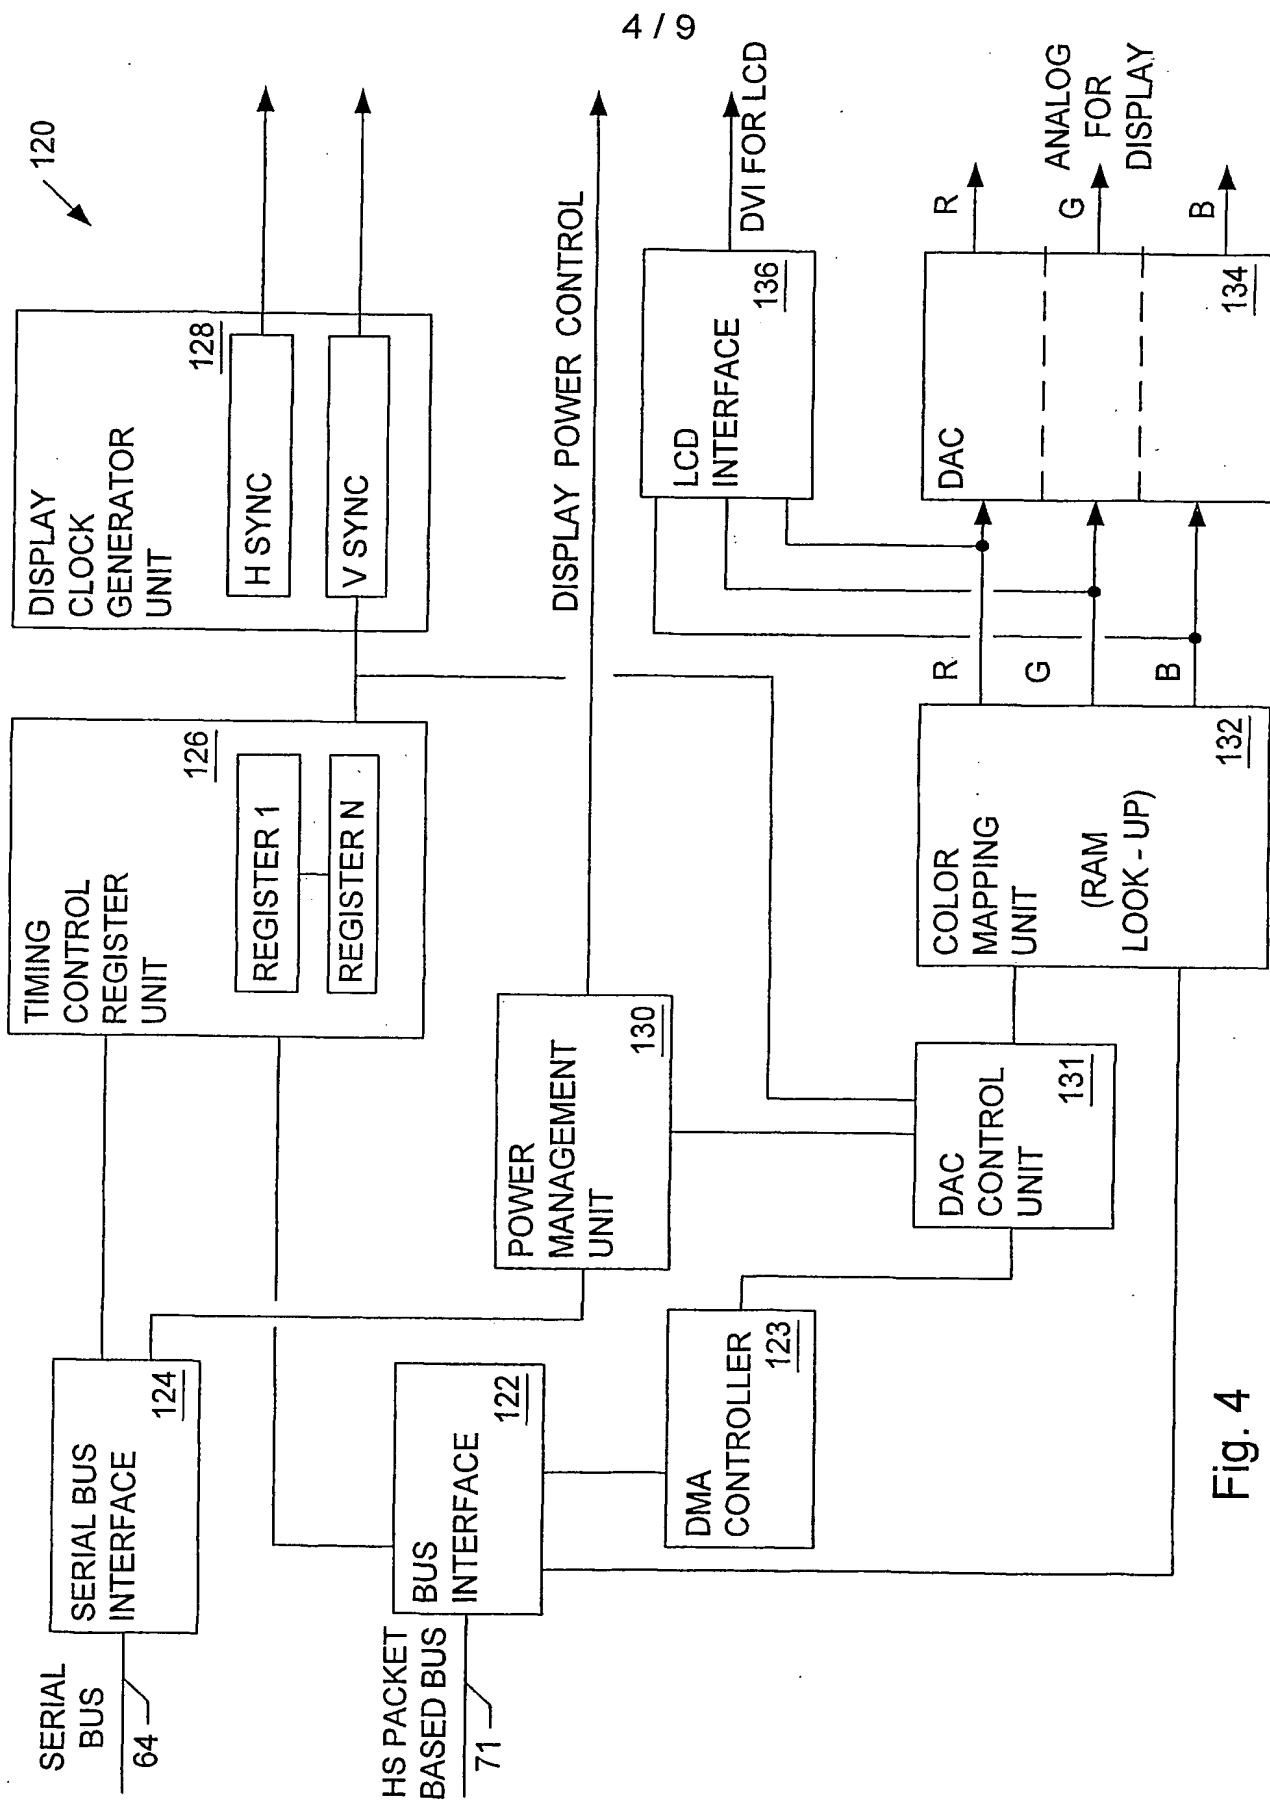 4 / 9
120
SERIAL
BUS
64
SERIAL BUS
INTERFACE
124
TIMING
CONTROL
REGISTER
UNIT
126
REGISTER 1
REGISTER N
DISPLAY
CLOCK
GENERATOR
UNIT
128
H SYNC
V SYNC
HS PACKET
BASED BUS
71
BUS
INTERFACE
122
POWER
MANAGEMENT
UNIT
130
DISPLAY POWER CONTROL
DMA
CONTROLLER
123
DAC
CONTROL
UNIT
131
COLOR
MAPPING
UNIT
(RAM
LOOK - UP)
132
R
G
B
LCD
INTERFACE
136
DVI FOR LCD
DAC
134
R
G
B
ANALOG
FOR
DISPLAY
Fig. 4